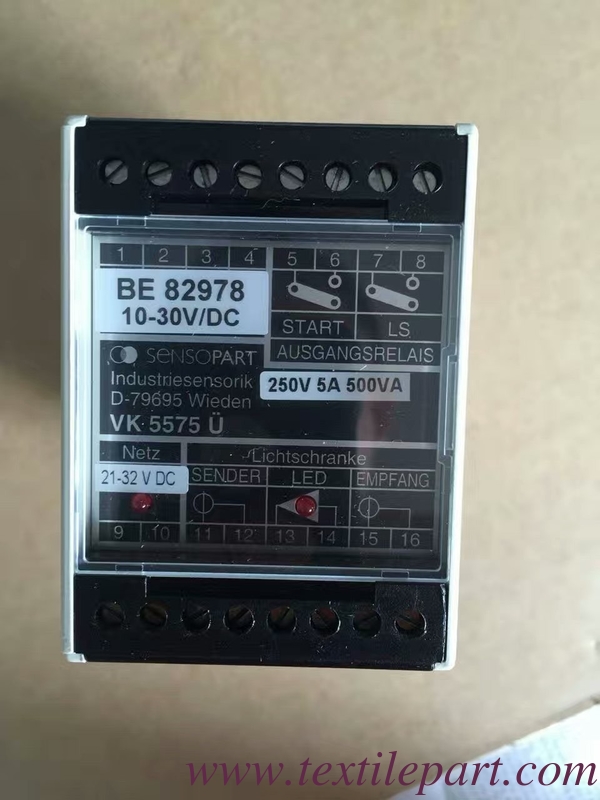 1 2 3 4 5 6 7 8
BE 82978
10-30V/DC
START LS
AUSGANGSRELAIS
SENSOPART
Industriesensorik
D-79695 Wieden
250V 5A 500VA
VK 5575 Ü
Netz Lichtschranke
21-32 V DC SENDER LED EMPFANG
9 10 11 12 13 14 15 16
www.textilepart.com